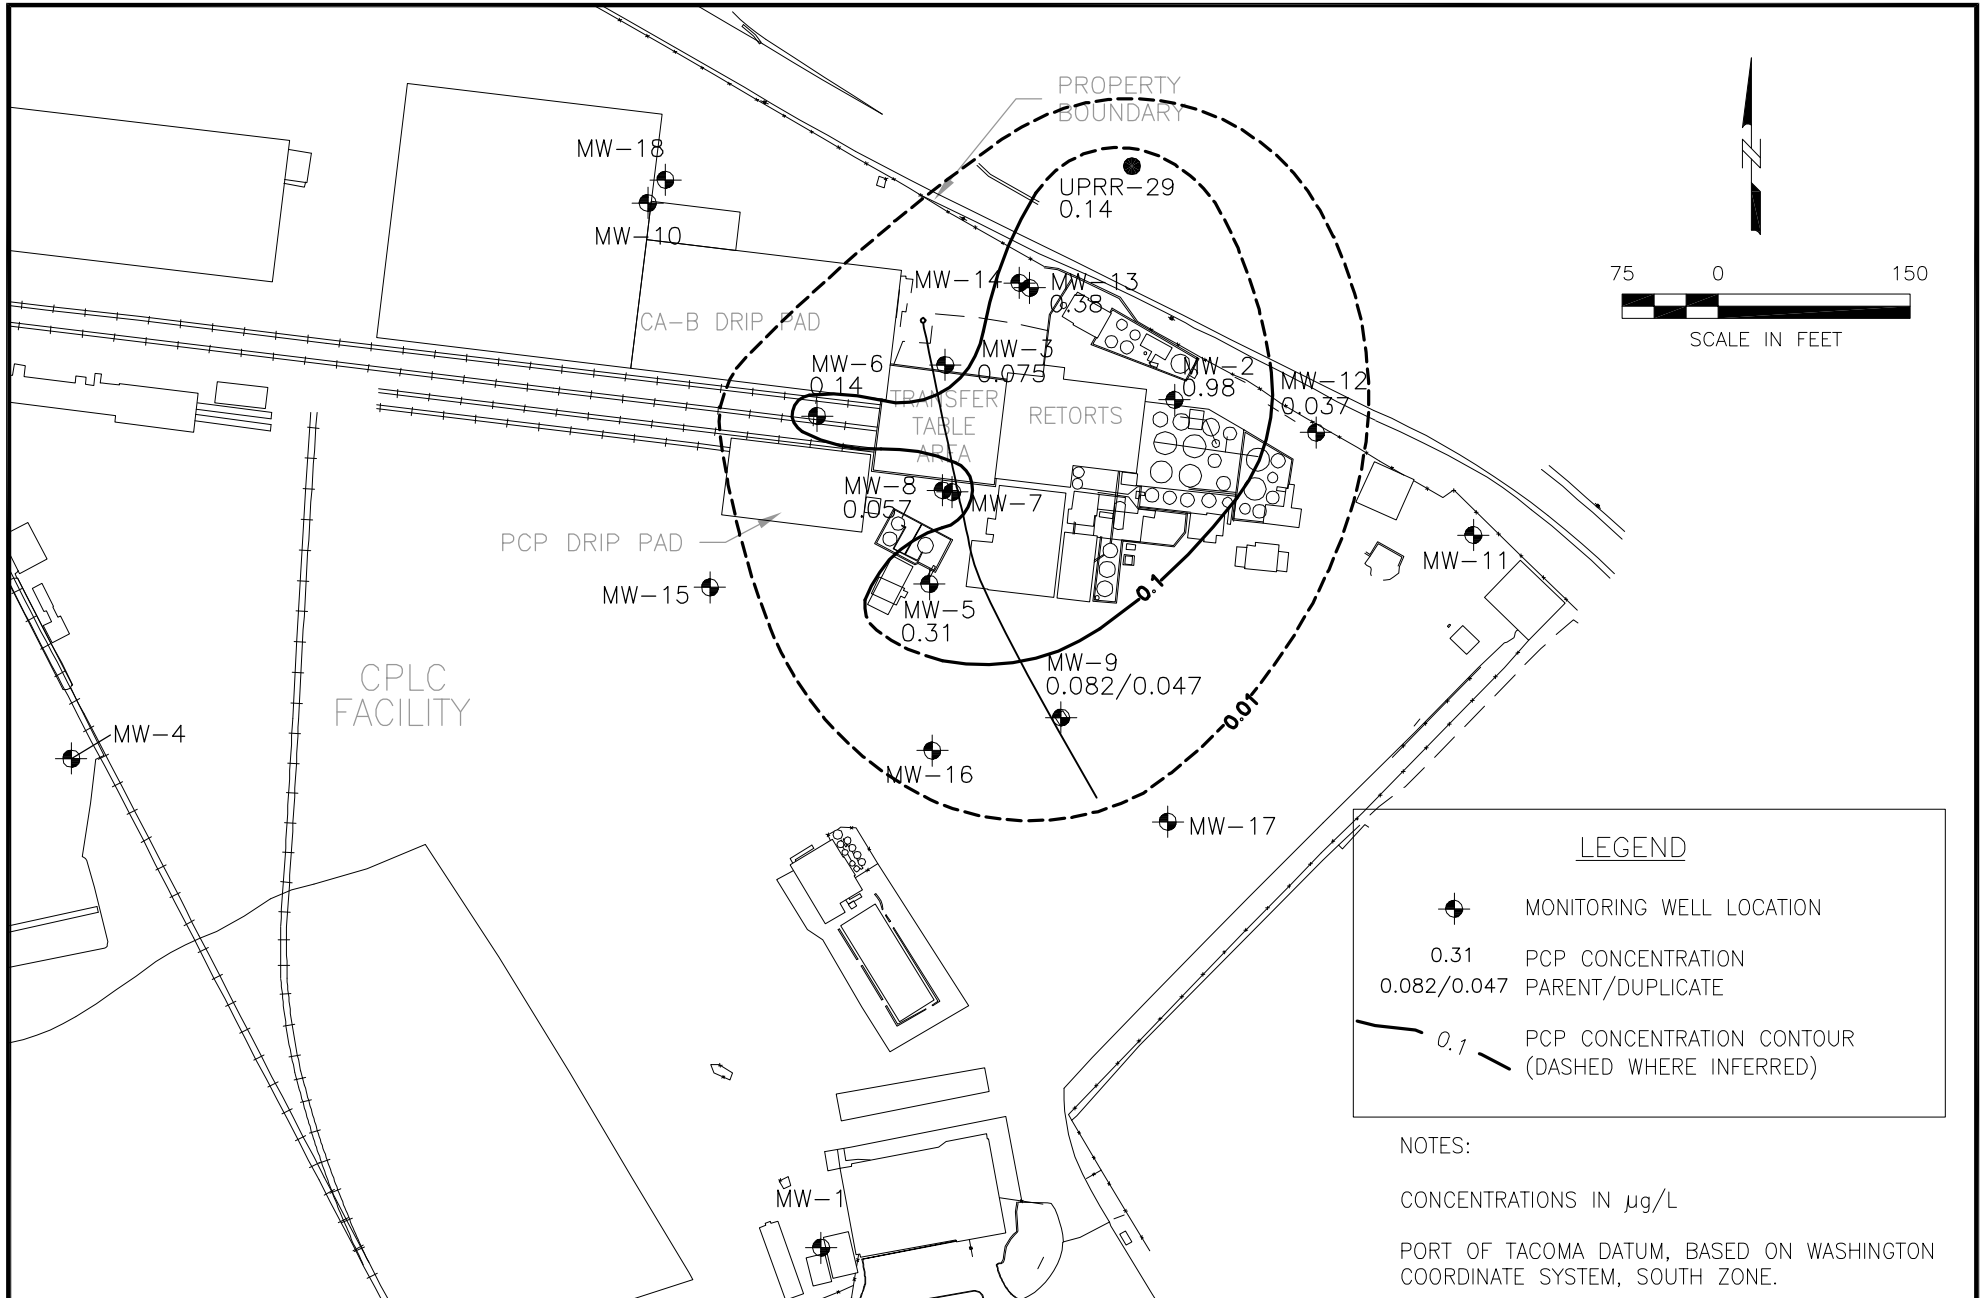 PROPERTY
BOUNDARY
MW-18
MW-10
UPRR-29
0.14
75 0 150
SCALE IN FEET
MW-14
MW-13
0.38
CA-B DRIP PAD
MW-3
0.075
MW-6
0.14
MW-2
0.98
MW-12
0.037
TRANSFER
TABLE
AREA
RETORTS
MW-8
0.057
MW-7
PCP DRIP PAD
MW-11
MW-15
MW-5
0.31
0.1
MW-9
0.082/0.047
0.01
CPLC
FACILITY
MW-4
MW-16
MW-17
LEGEND
MONITORING WELL LOCATION
0.31 PCP CONCENTRATION
0.082/0.047 PARENT/DUPLICATE
0.1 PCP CONCENTRATION CONTOUR
(DASHED WHERE INFERRED)
NOTES:
CONCENTRATIONS IN µg/L
PORT OF TACOMA DATUM, BASED ON WASHINGTON
COORDINATE SYSTEM, SOUTH ZONE.
MW-1
N